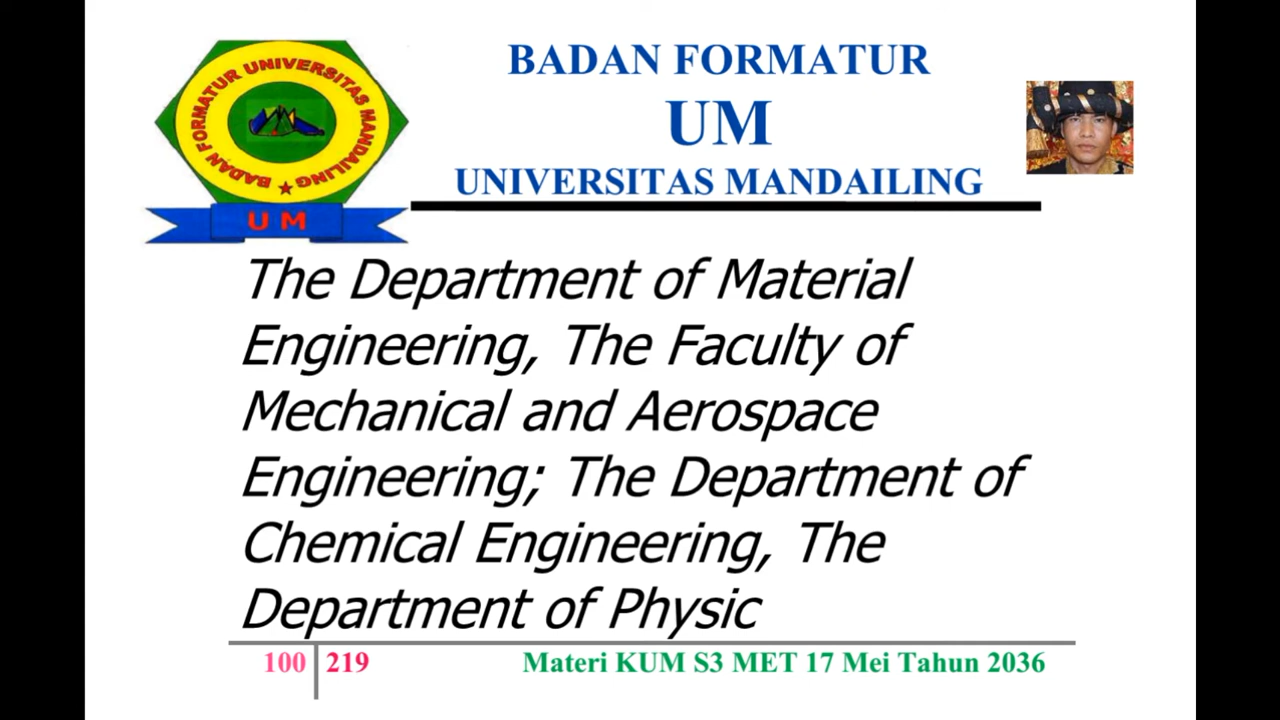 BADAN FORMATUR UNIVERSITAS MANDAILING
U M
BADAN FORMATUR
UM
UNIVERSITAS MANDAILING
The Department of Material
Engineering, The Faculty of
Mechanical and Aerospace
Engineering; The Department of
Chemical Engineering, The
Department of Physic
100 219 Materi KUM S3 MET 17 Mei Tahun 2036